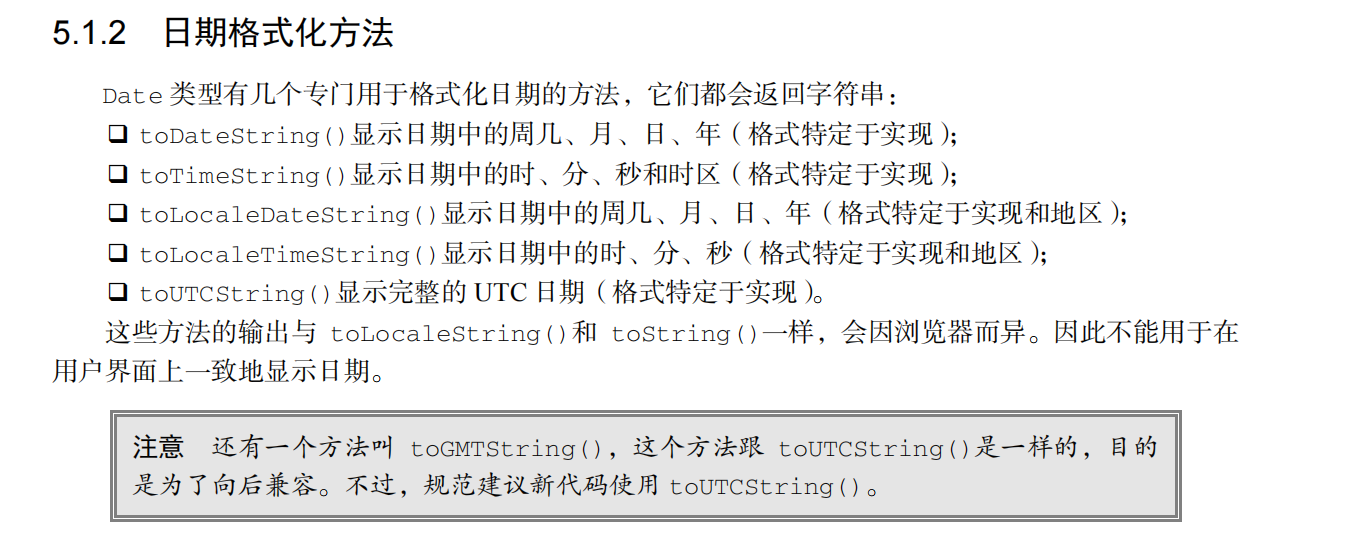 5.1.2 日期格式化方法
Date 类型有几个专门用于格式化日期的方法，它们都会返回字符串：
❑ toDateString()显示日期中的周几、月、日、年（格式特定于实现）；
❑ toTimeString()显示日期中的时、分、秒和时区（格式特定于实现）；
❑ toLocaleDateString()显示日期中的周几、月、日、年（格式特定于实现和地区）；
❑ toLocaleTimeString()显示日期中的时、分、秒（格式特定于实现和地区）；
❑ toUTCString()显示完整的 UTC 日期（格式特定于实现）。
这些方法的输出与 toLocaleString()和 toString()一样，会因浏览器而异。因此不能用于在
用户界面上一致地显示日期。
注意 还有一个方法叫 toGMTString()，这个方法跟 toUTCString()是一样的，目的
是为了向后兼容。不过，规范建议新代码使用 toUTCString()。